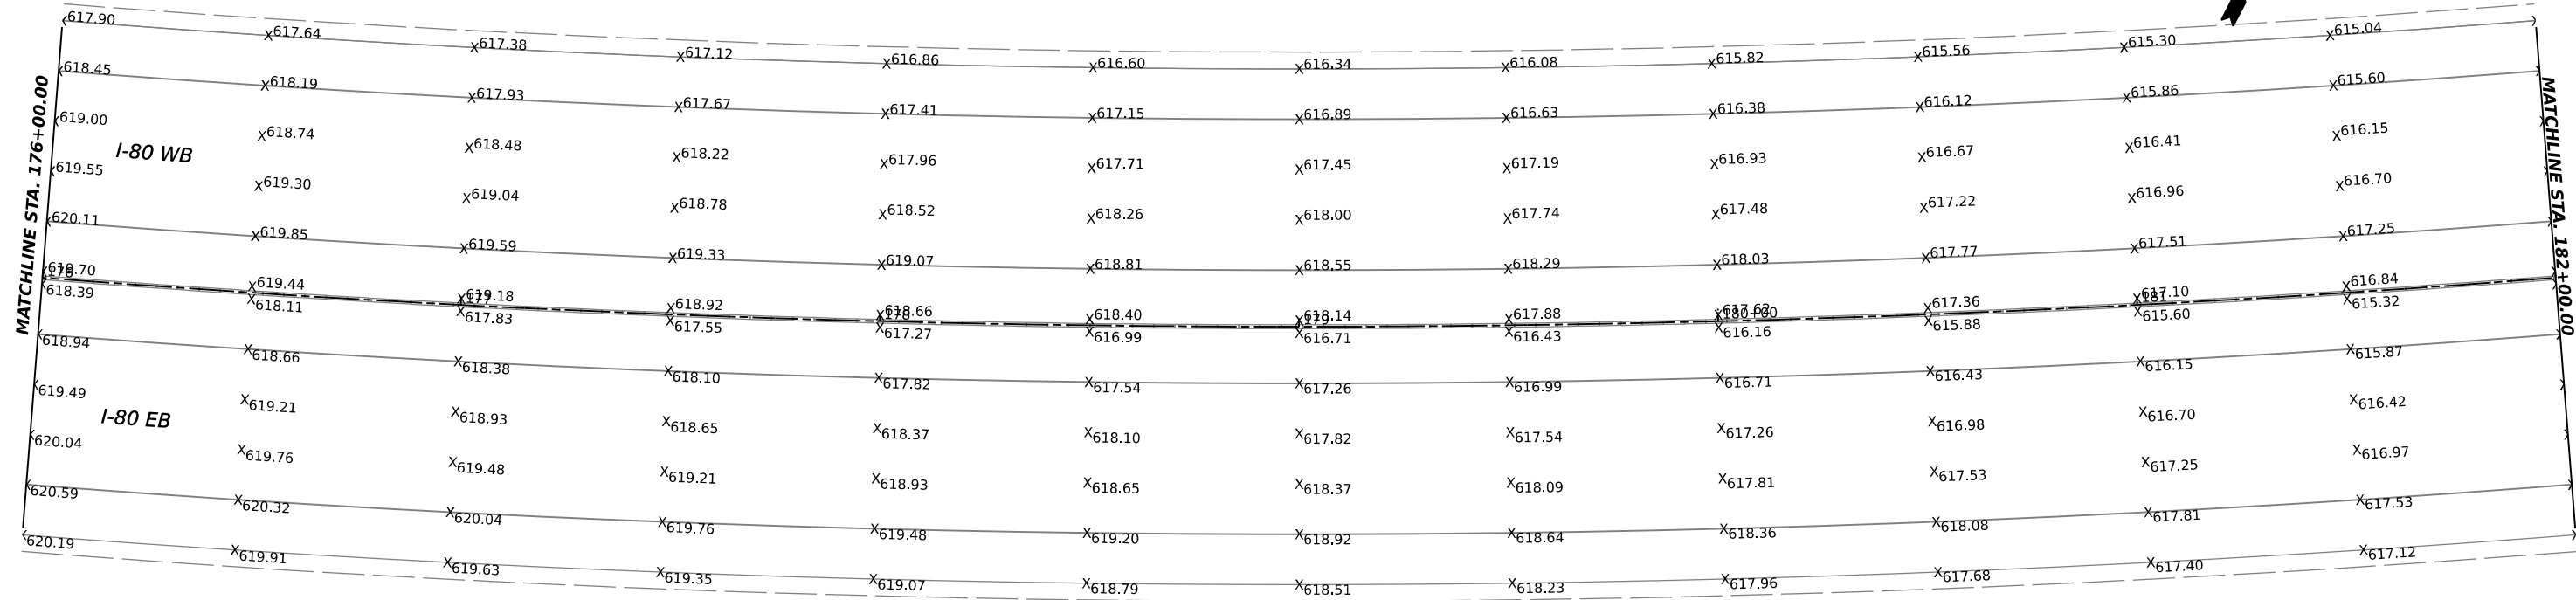 617.90 617.64 617.38 617.12 616.86 616.60 616.34 616.08 615.82 615.56 615.30 615.04
618.45 618.19 617.93 617.67 617.41 617.15 616.89 616.63 616.38 616.12 615.86 615.60
619.00 618.74 618.48 618.22 617.96 617.71 617.45 617.19 616.93 616.67 616.41 616.15
I-80 WB
619.55 619.30 619.04 618.78 618.52 618.26 618.00 617.74 617.48 617.22 616.96 616.70
620.11 619.85 619.59 619.33 619.07 618.81 618.55 618.29 618.03 617.77 617.51 617.25
619.70 619.44 619.18 618.92 618.66 618.40 618.14 617.88 617.62 617.36 617.10 616.84
177 178 179 180+00 181
618.39 618.11 617.83 617.55 617.27 616.99 616.71 616.43 616.16 615.88 615.60 615.32
618.94 618.66 618.38 618.10 617.82 617.54 617.26 616.99 616.71 616.43 616.15 615.87
619.49 619.21 618.93 618.65 618.37 618.10 617.82 617.54 617.26 616.98 616.70 616.42
I-80 EB
620.04 619.76 619.48 619.21 618.93 618.65 618.37 618.09 617.81 617.53 617.25 616.97
620.59 620.32 620.04 619.76 619.48 619.20 618.92 618.64 618.36 618.08 617.81 617.53
620.19 619.91 619.63 619.35 619.07 618.79 618.51 618.23 617.96 617.68 617.40 617.12
MATCHLINE STA. 176+00.00
MATCHLINE STA. 182+00.00